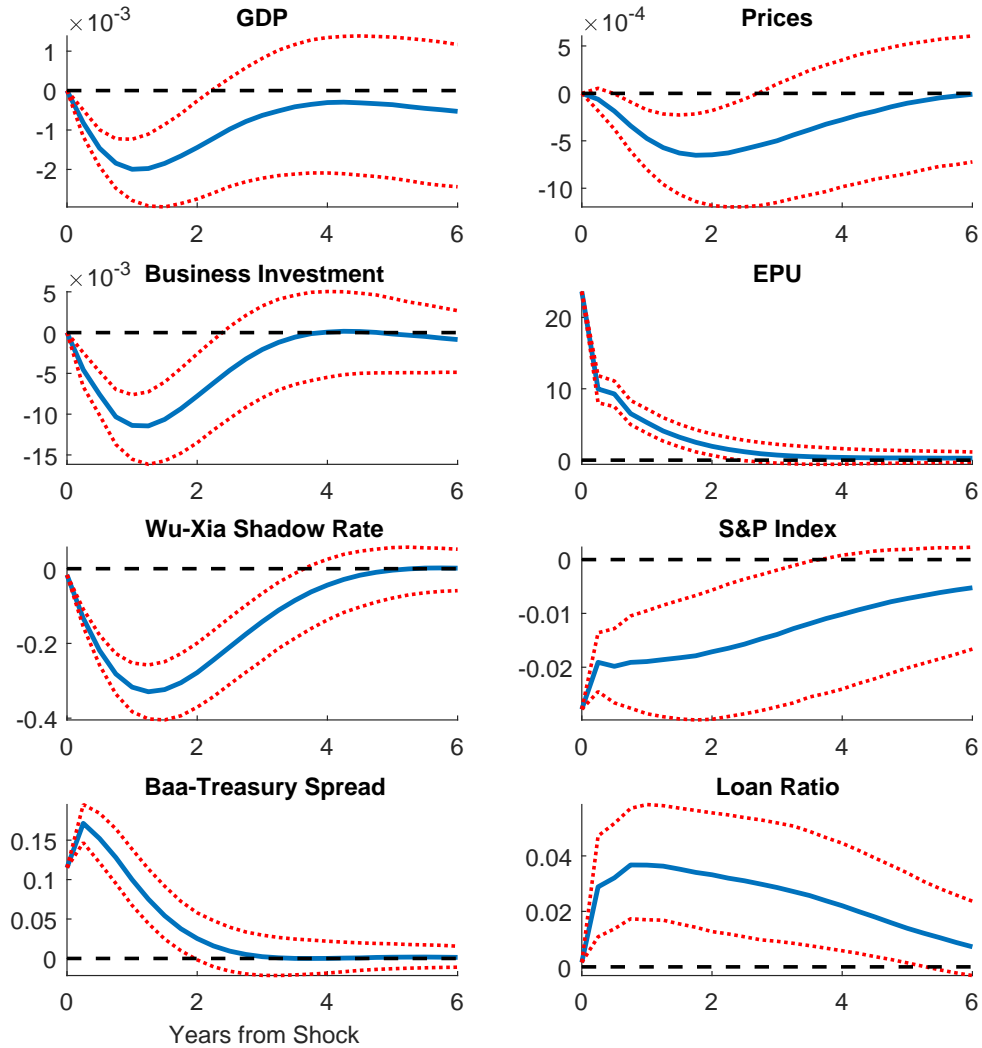 ×10⁻³ GDP
1
0
-1
-2
0 2 4 6
×10⁻⁴ Prices
5
0
-5
-10
0 2 4 6
×10⁻³ Business Investment
5
0
-5
-10
-15
0 2 4 6
EPU
20
10
0
0 2 4 6
Wu-Xia Shadow Rate
0
-0.2
-0.4
0 2 4 6
S&P Index
0
-0.01
-0.02
0 2 4 6
Baa-Treasury Spread
0.15
0.1
0.05
0
0 2 4 6
Years from Shock
Loan Ratio
0.04
0.02
0
0 2 4 6